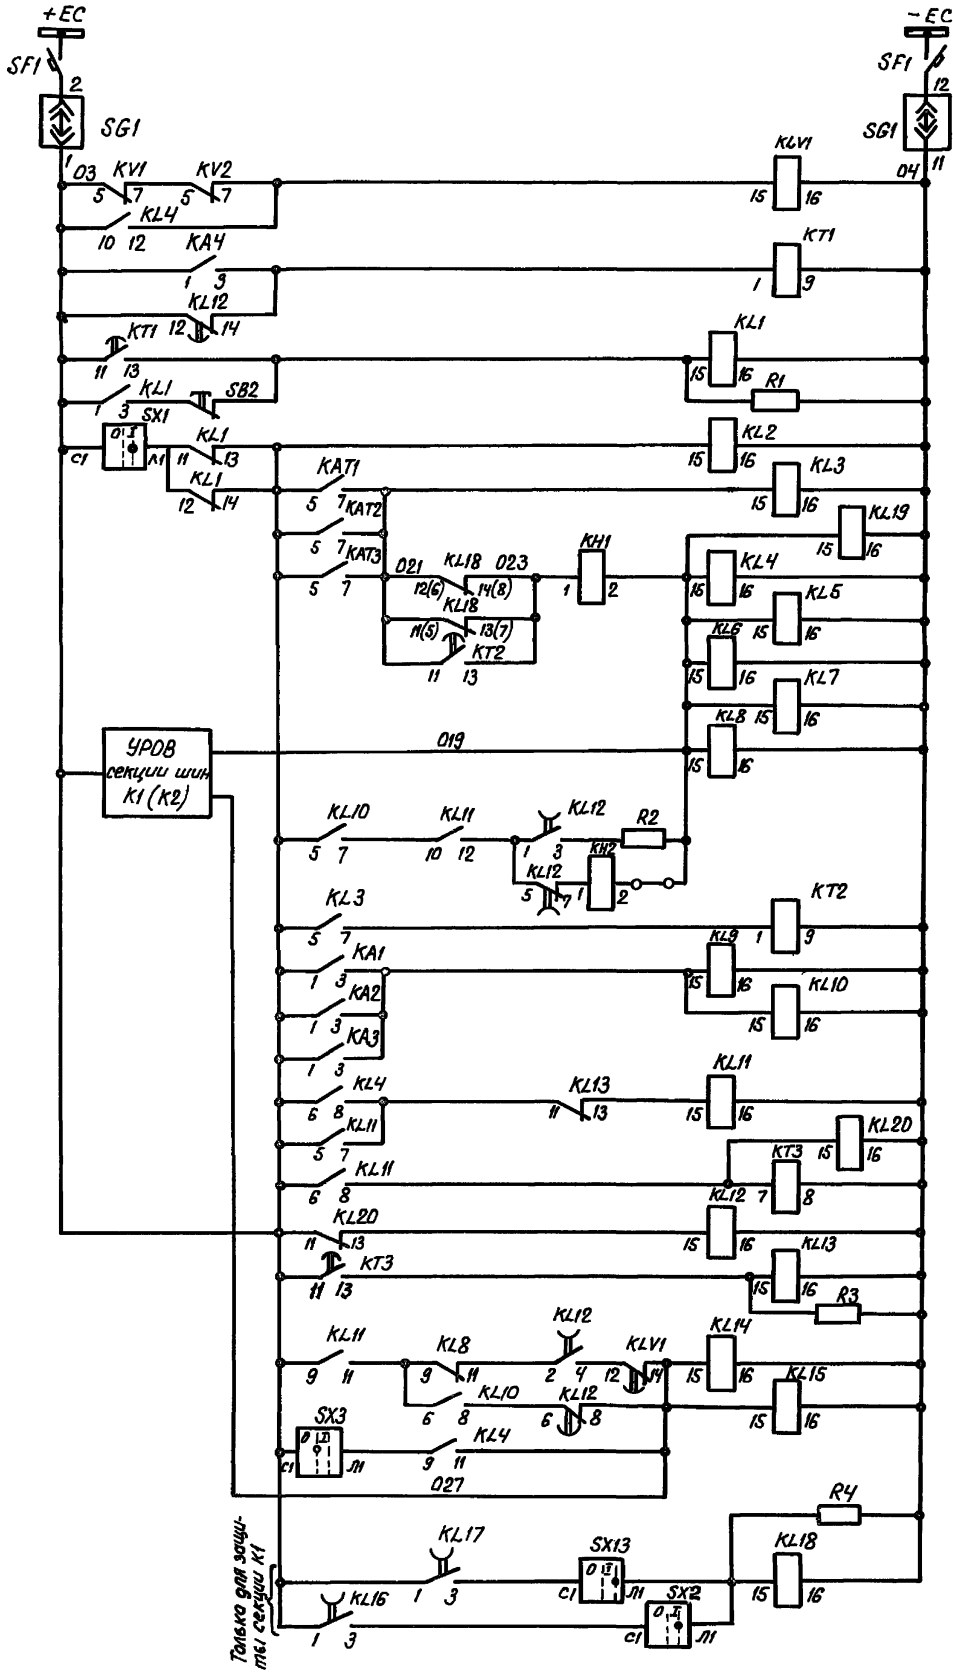 +EC
-EC
SF1
SF1
2
12
SG1
SG1
1
11
03 KV1 KV2
KLV1
04
5 7 5 7
15 16
KL4
10 12
KA4
KT1
1 3
1 9
KL12
12 14
KT1
KL1
11 13
15 16
KL1 SB2
R1
1 3
SX1
0 I
KL1
KL2
C1 Л1
11 13
15 16
KL1
KAT1
KL3
12 14
5 7
15 16
KAT2
KL19
5 7
15 16
KAT3
021 KL18 023
KH1
KL4
5 7
12(6) 14(8)
1 2
15 16
KL18
KL5
11(5) 13(7)
15 16
KT2
KL6
11 13
15 16
KL7
15 16
УРОВ
секции шин
К1 (К2)
019
KL8
15 16
KL10 KL11 KL12 R2
5 7 10 12 1 3
KL12 KH2
5 7 1 2
KL3
KT2
5 7
1 9
KA1
KL9
1 3
15 16
KA2
KL10
1 3
15 16
KA3
1 3
KL4
KL13
KL11
6 8
11 13
15 16
KL11
KL20
5 7
15 16
KL11
KT3
6 8
7 8
KL20
KL12
11 13
15 16
KT3
KL13
11 13
15 16
R3
KL11 KL8 KL12 KLV1 KL14
9 11 9 11 2 4 12 14 15 16
KL10 KL12 KL15
6 8 6 8 15 16
SX3
0 I
KL4
C1 Л1
9 11
027
R4
Только для защи-
ты секции К1
KL17
SX13
0 I
KL18
1 3
C1 Л1
15 16
KL16
SX2
0 I
1 3
C1 Л1